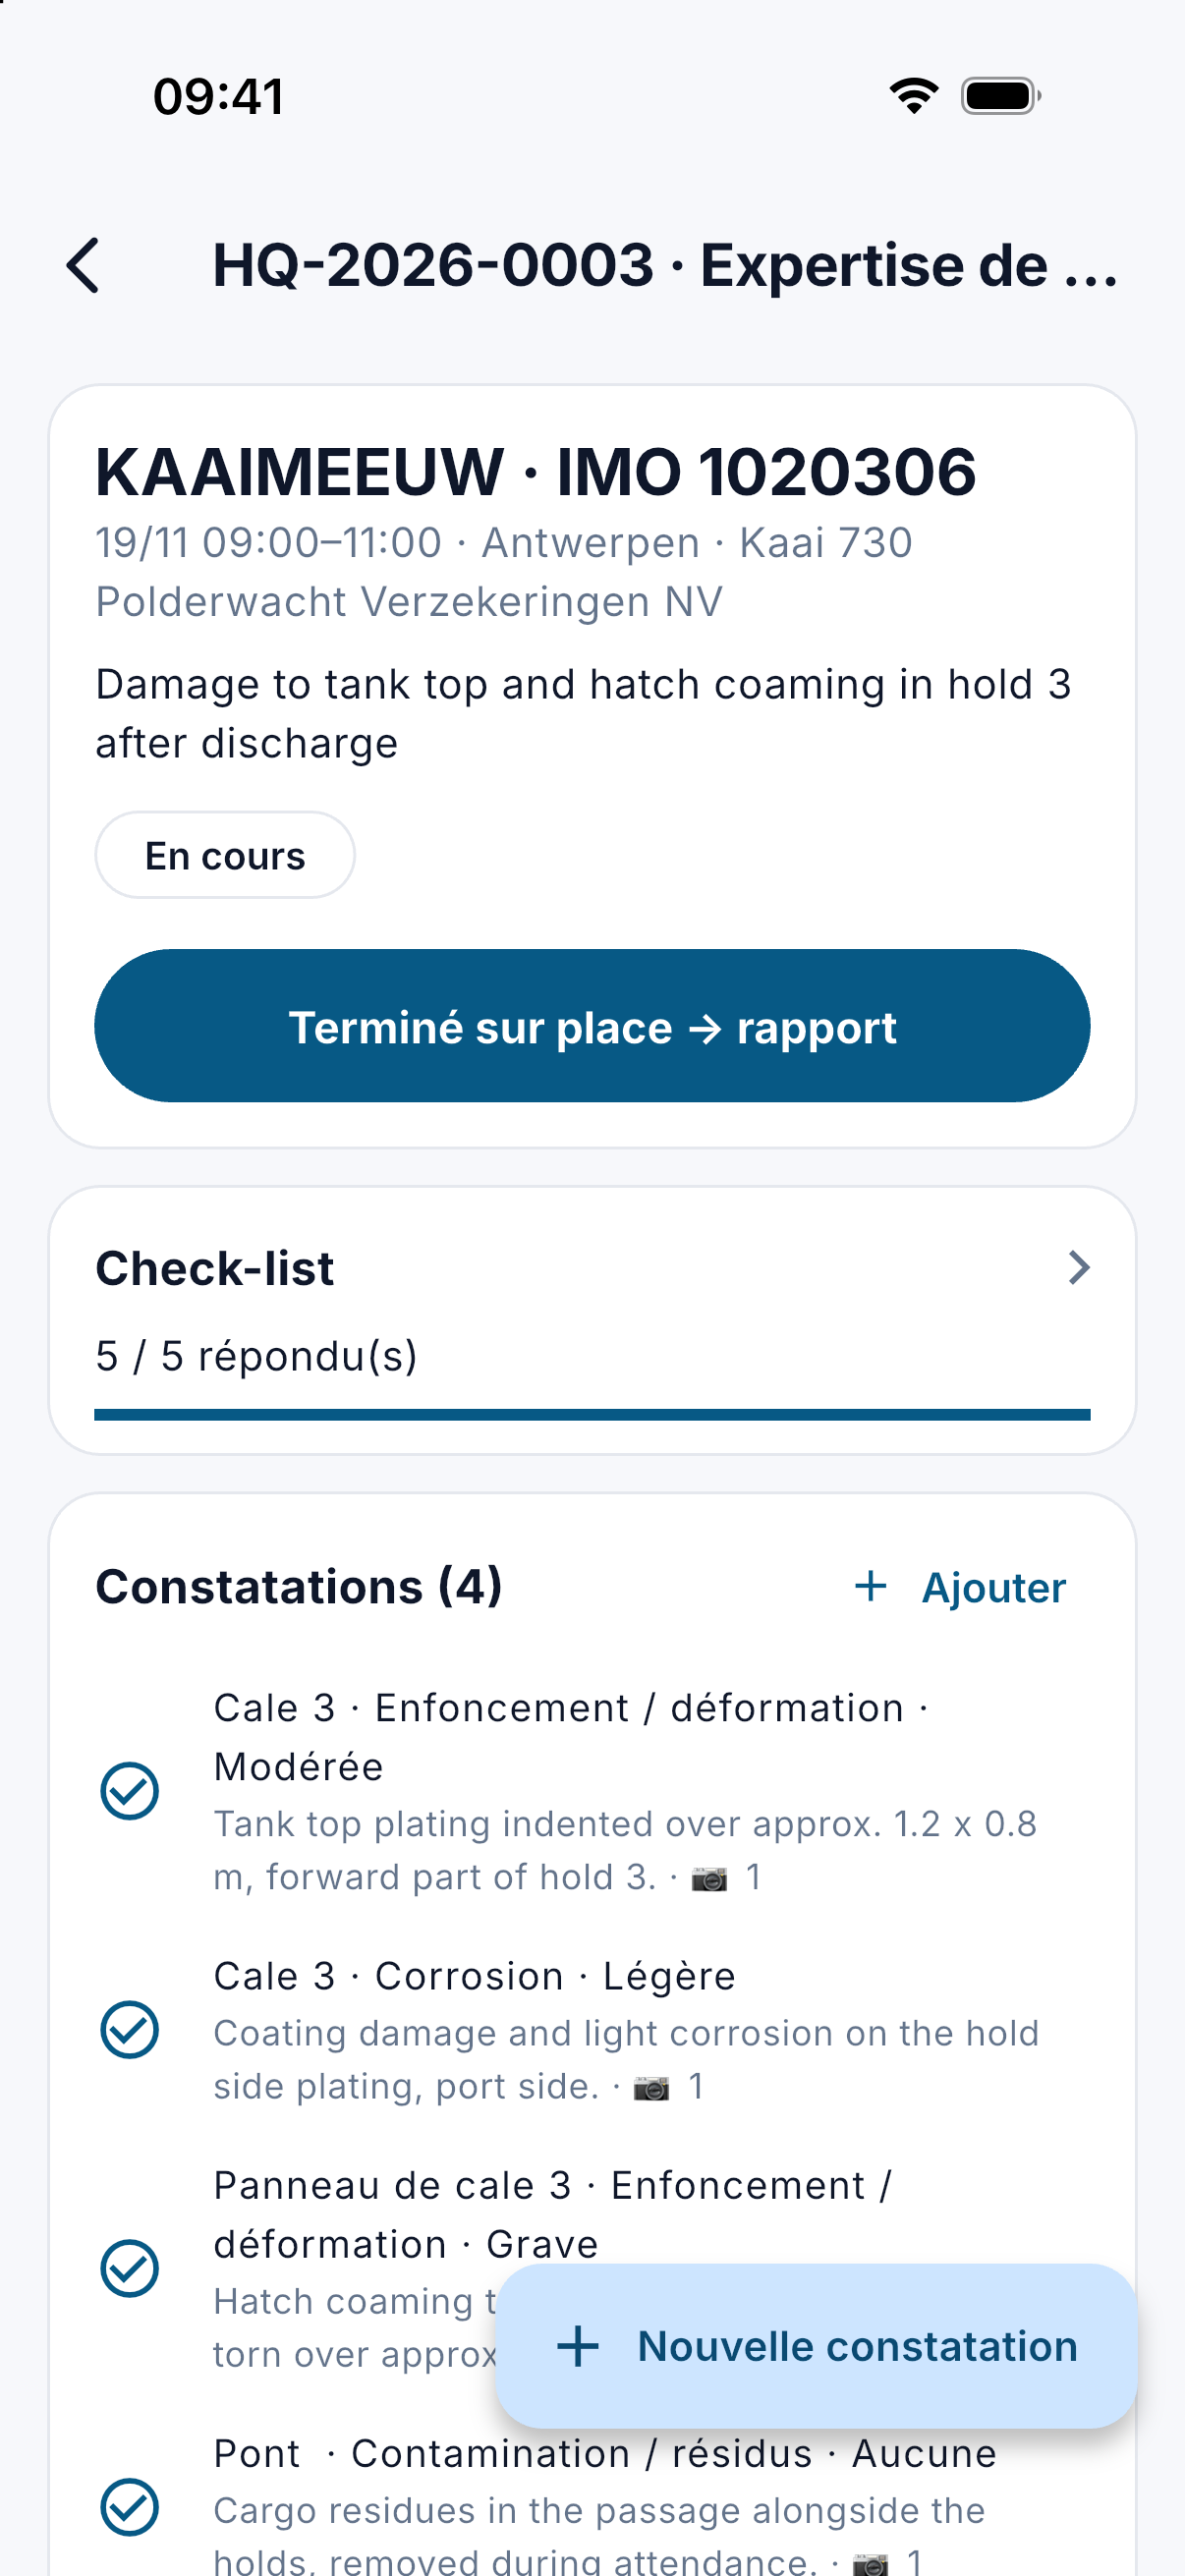 09:41
HQ-2026-0003 · Expertise de ...
KAAIMEEUW · IMO 1020306
19/11 09:00–11:00 · Antwerpen · Kaai 730
Polderwacht Verzekeringen NV
Damage to tank top and hatch coaming in hold 3
after discharge
En cours
Terminé sur place → rapport
Check-list
5 / 5 répondu(s)
Constatations (4)
+ Ajouter
Cale 3 · Enfoncement / déformation ·
Modérée
Tank top plating indented over approx. 1.2 x 0.8
m, forward part of hold 3. · 📷 1
Cale 3 · Corrosion · Légère
Coating damage and light corrosion on the hold
side plating, port side. · 📷 1
Panneau de cale 3 · Enfoncement /
déformation · Grave
Hatch coaming
torn over approx
+ Nouvelle constatation
Pont · Contamination / résidus · Aucune
Cargo residues in the passage alongside the
holds, removed during attendance. · 📷 1